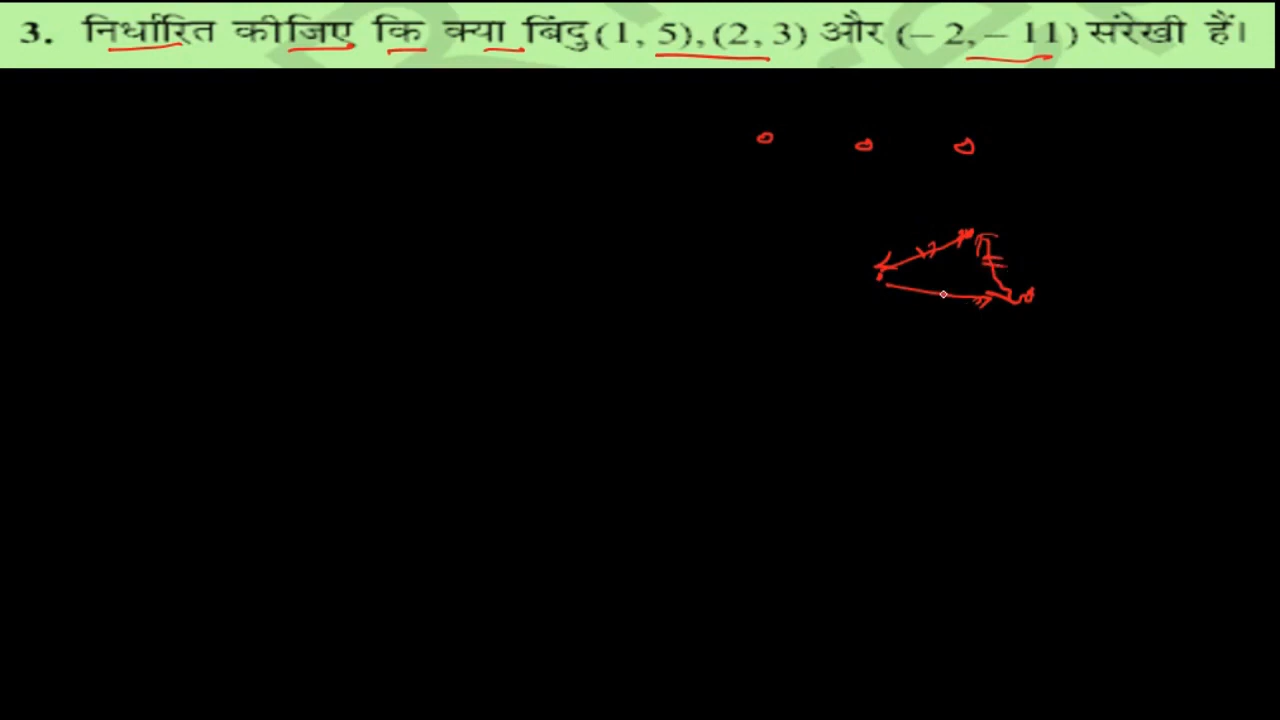 3. निर्धारित कीजिए कि क्या बिंदु (1, 5), (2, 3) और (– 2, – 11) संरेखी हैं।